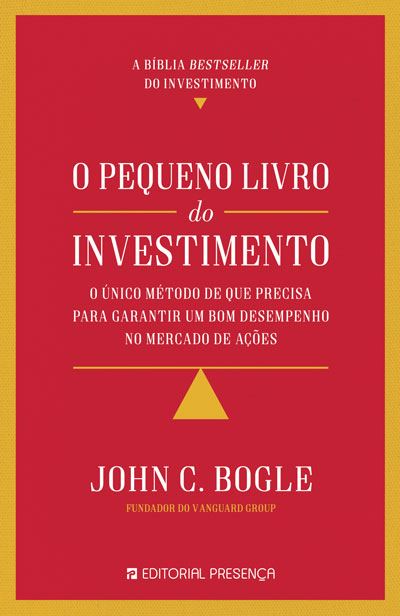 A BÍBLIA BESTSELLER
DO INVESTIMENTO
O PEQUENO LIVRO
do
INVESTIMENTO
O ÚNICO MÉTODO DE QUE PRECISA
PARA GARANTIR UM BOM DESEMPENHO
NO MERCADO DE AÇÕES
JOHN C. BOGLE
FUNDADOR DO VANGUARD GROUP
EDITORIAL PRESENÇA